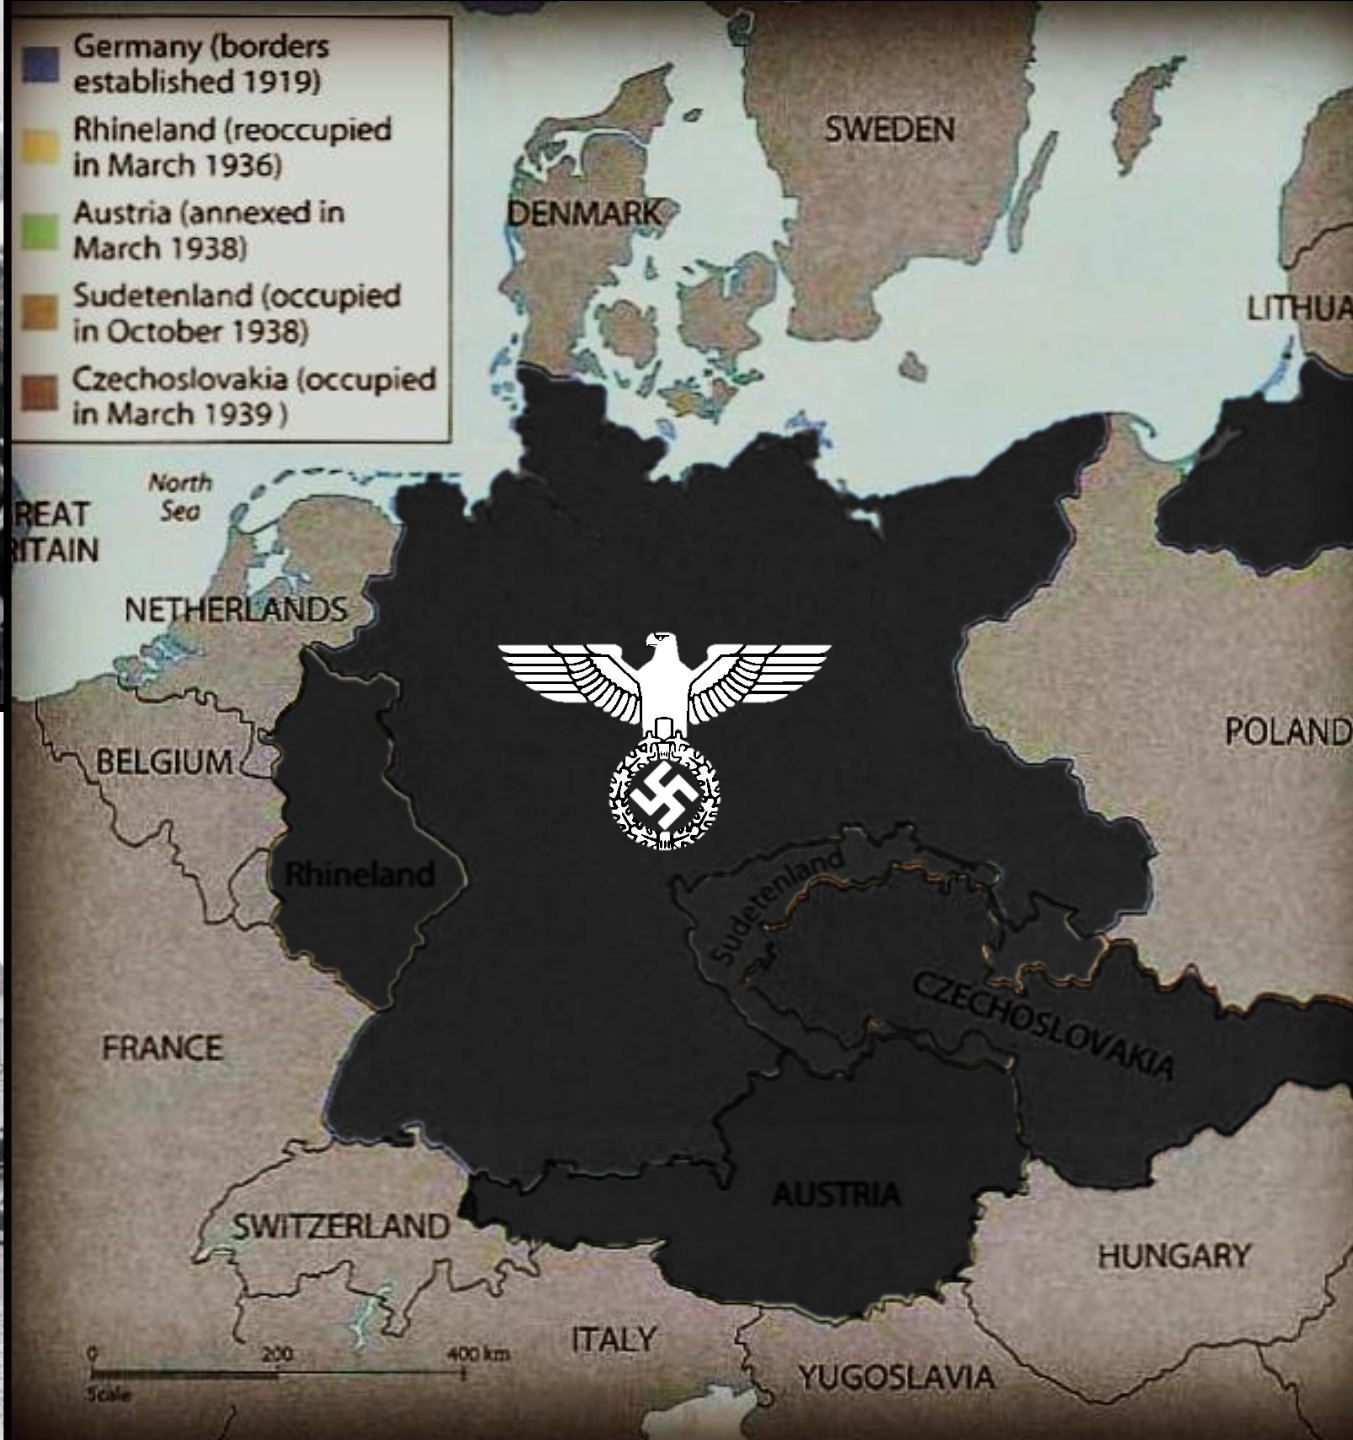 Germany (borders
established 1919)
Rhineland (reoccupied
in March 1936)
Austria (annexed in
March 1938)
Sudetenland (occupied
in October 1938)
Czechoslovakia (occupied
in March 1939 )
SWEDEN
DENMARK
LITHUA
North
Sea
REAT
RITAIN
NETHERLANDS
BELGIUM
POLAND
Rhineland
Sudetenland
CZECHOSLOVAKIA
FRANCE
AUSTRIA
SWITZERLAND
HUNGARY
ITALY
YUGOSLAVIA
0 200 400 km
Scale